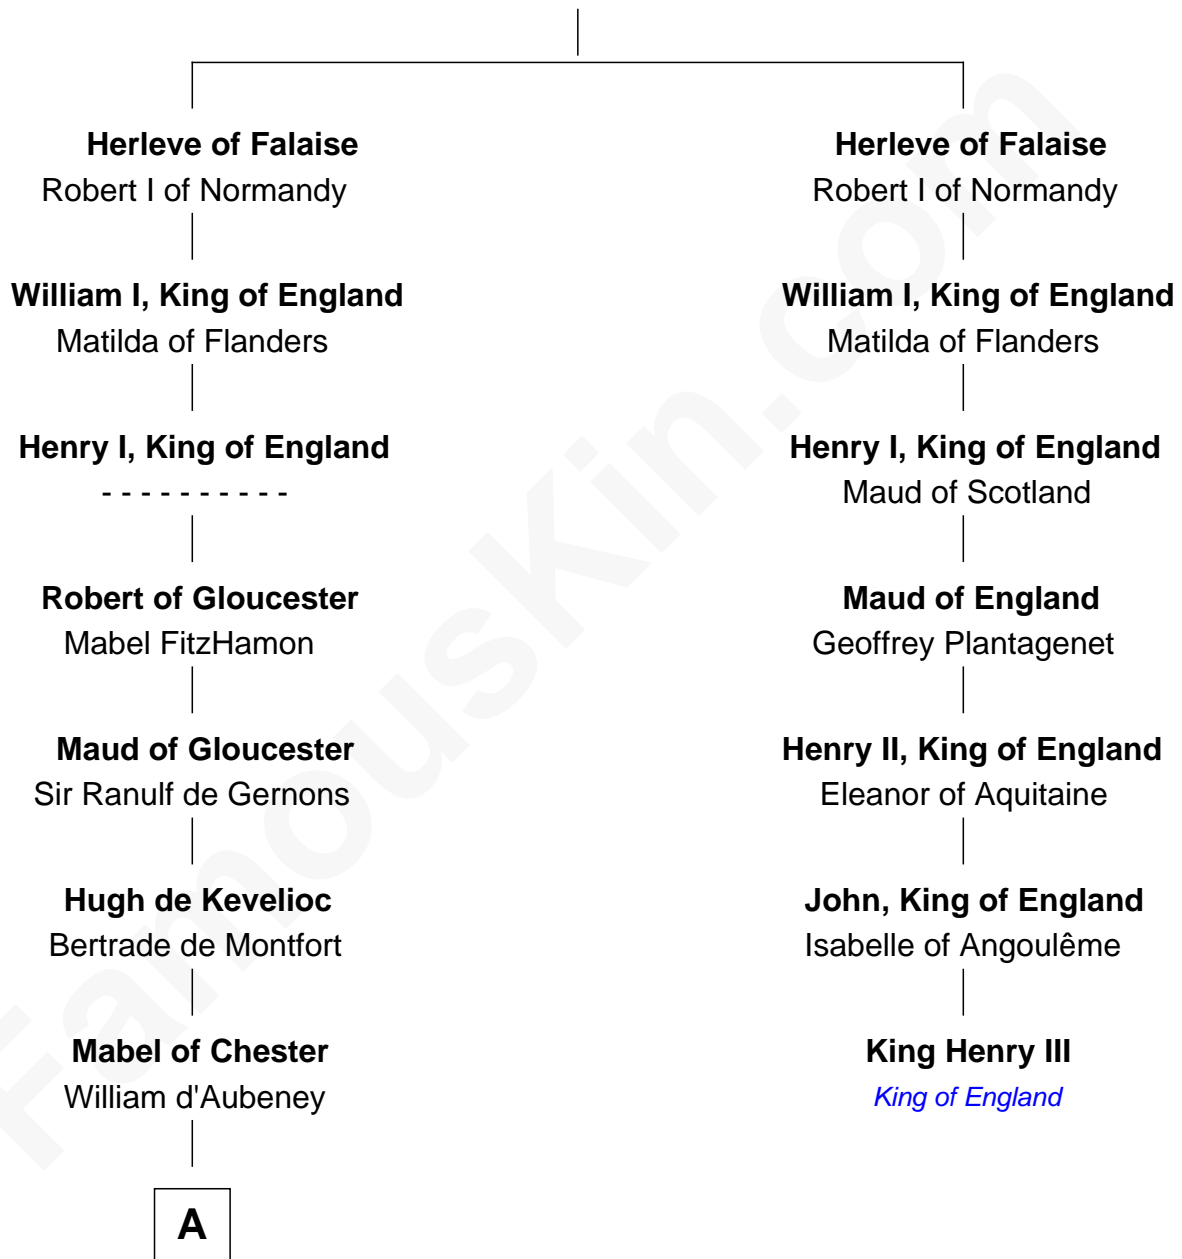 Herleve of Falaise
Robert I of Normandy
William I, King of England
Matilda of Flanders
Henry I, King of England
- - - - - - - - - -
Robert of Gloucester
Mabel FitzHamon
Maud of Gloucester
Sir Ranulf de Gernons
Hugh de Kevelioc
Bertrade de Montfort
Mabel of Chester
William d'Aubeney
A
Herleve of Falaise
Robert I of Normandy
William I, King of England
Matilda of Flanders
Henry I, King of England
Maud of Scotland
Maud of England
Geoffrey Plantagenet
Henry II, King of England
Eleanor of Aquitaine
John, King of England
Isabelle of Angoulême
King Henry III
King of England
FamousKin.com